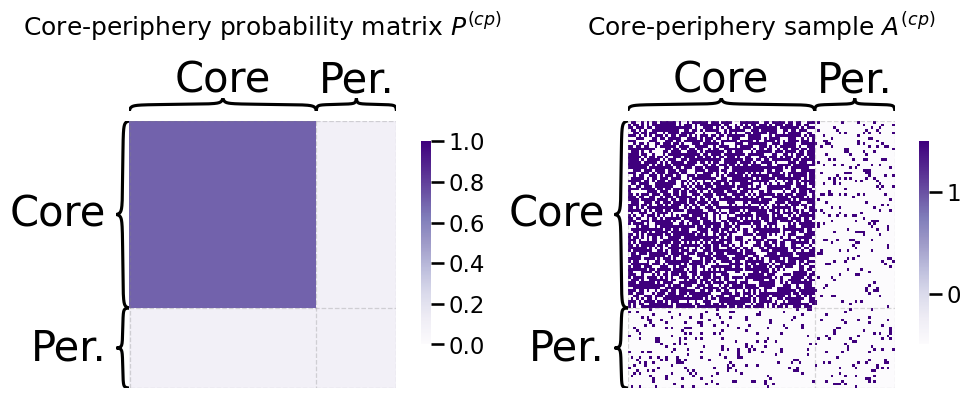 Core-periphery probability matrix $P^{(cp)}$
Core
Per.
Core
Per.
1.0
0.8
0.6
0.4
0.2
0.0
Core-periphery sample $A^{(cp)}$
Core
Per.
Core
Per.
1
0